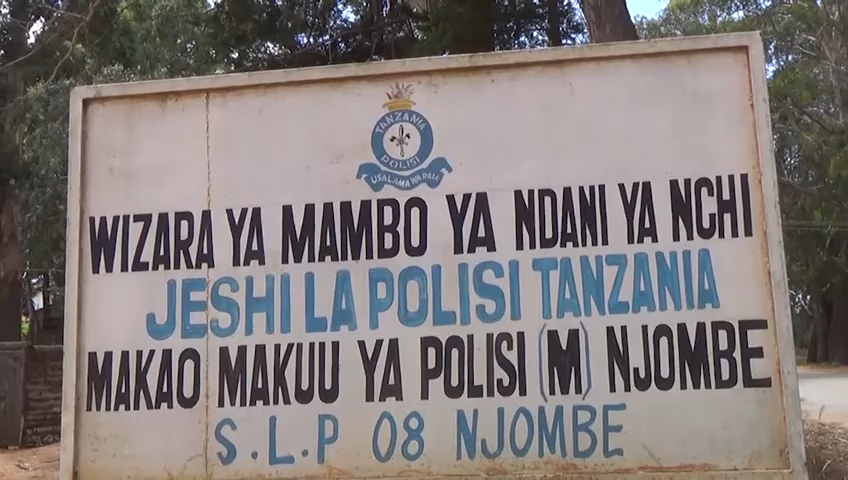 TANZANIA
POLISI
USALAMA WA RAIA
WIZARA YA MAMBO YA NDANI YA NCHI
JESHI LA POLISI TANZANIA
MAKAO MAKUU YA POLISI (M) NJOMBE
S.L.P 08 NJOMBE